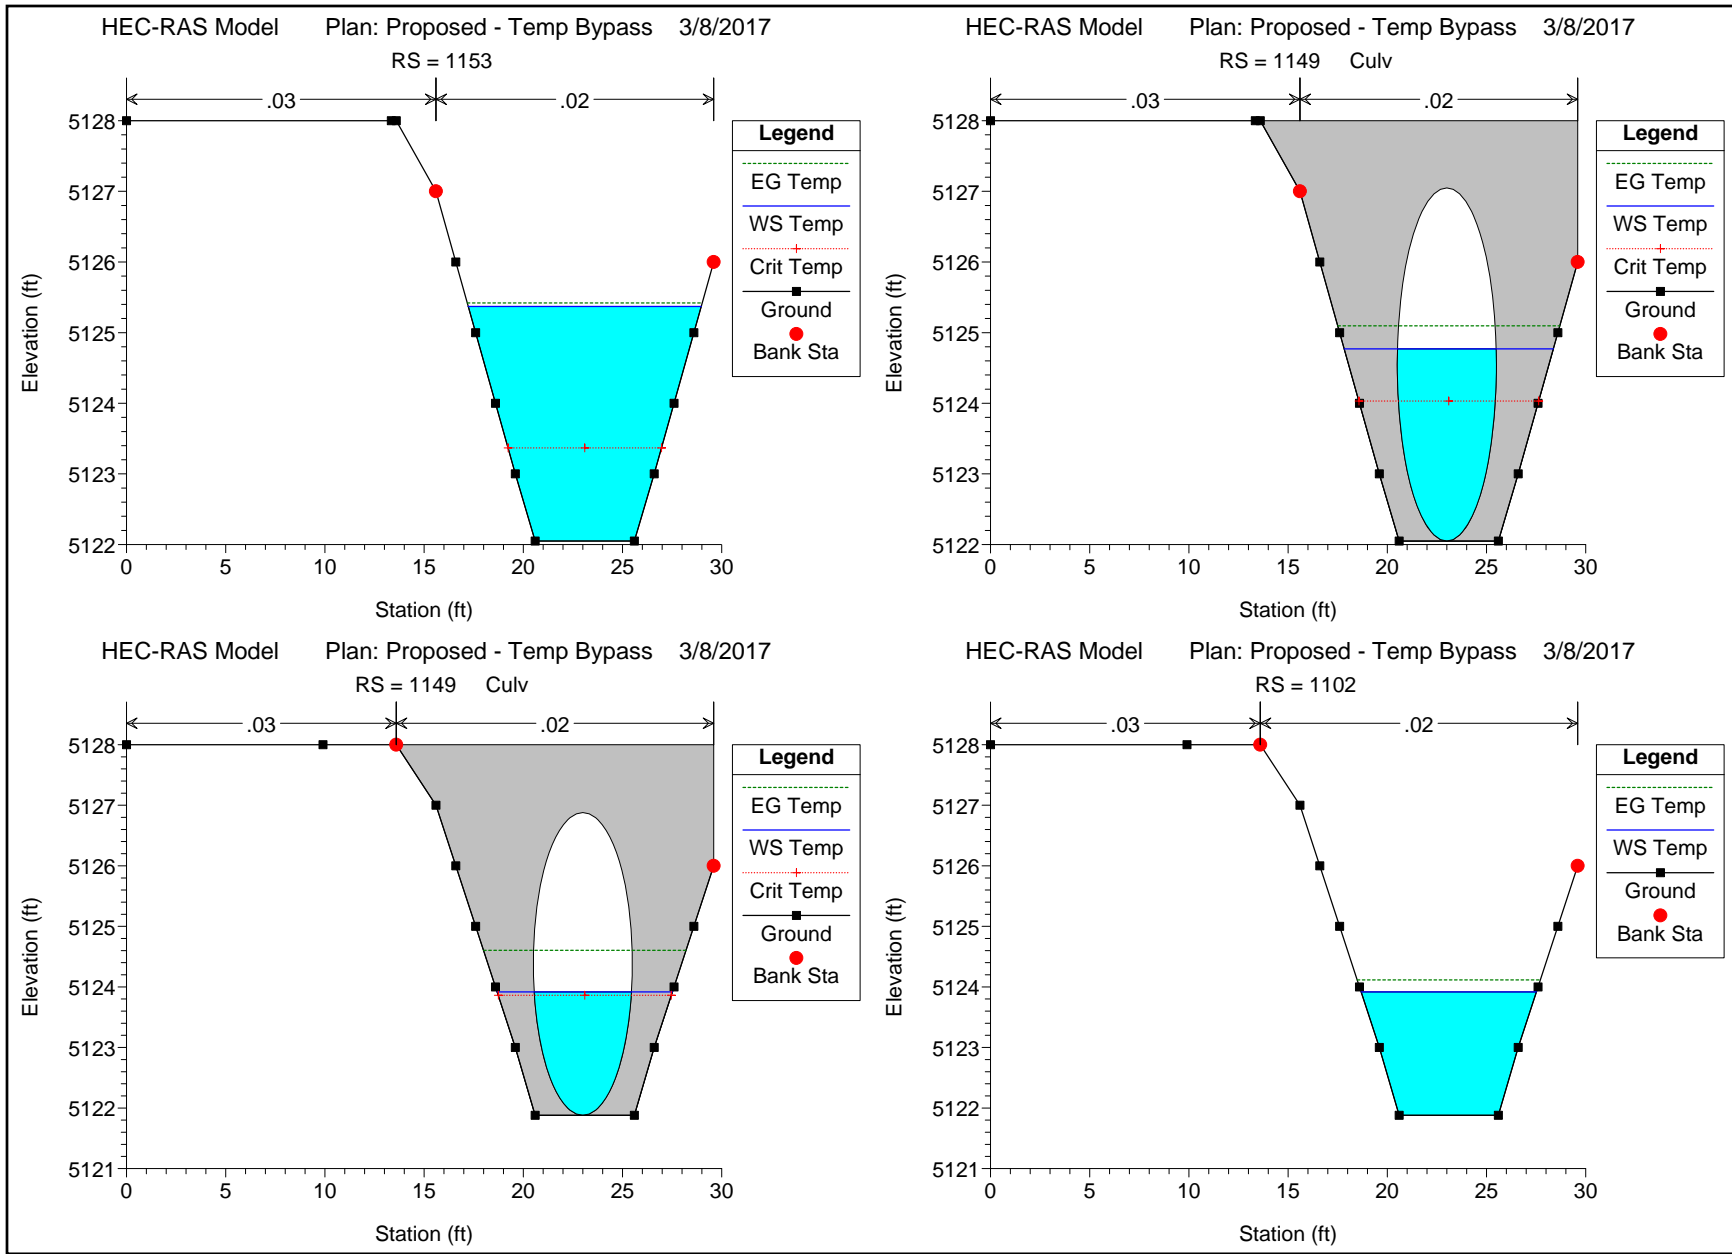 HEC-RAS Model Plan: Proposed - Temp Bypass 3/8/2017
RS = 1153
.03 .02
5128
5127
5126
5125
5124
5123
5122
Elevation (ft)
0 5 10 15 20 25 30
Station (ft)
Legend
EG Temp
WS Temp
Crit Temp
Ground
Bank Sta
HEC-RAS Model Plan: Proposed - Temp Bypass 3/8/2017
RS = 1149 Culv
.03 .02
5128
5127
5126
5125
5124
5123
5122
Elevation (ft)
0 5 10 15 20 25 30
Station (ft)
Legend
EG Temp
WS Temp
Crit Temp
Ground
Bank Sta
HEC-RAS Model Plan: Proposed - Temp Bypass 3/8/2017
RS = 1149 Culv
.03 .02
5128
5127
5126
5125
5124
5123
5122
5121
Elevation (ft)
0 5 10 15 20 25 30
Station (ft)
Legend
EG Temp
WS Temp
Crit Temp
Ground
Bank Sta
HEC-RAS Model Plan: Proposed - Temp Bypass 3/8/2017
RS = 1102
.03 .02
5128
5127
5126
5125
5124
5123
5122
5121
Elevation (ft)
0 5 10 15 20 25 30
Station (ft)
Legend
EG Temp
WS Temp
Ground
Bank Sta